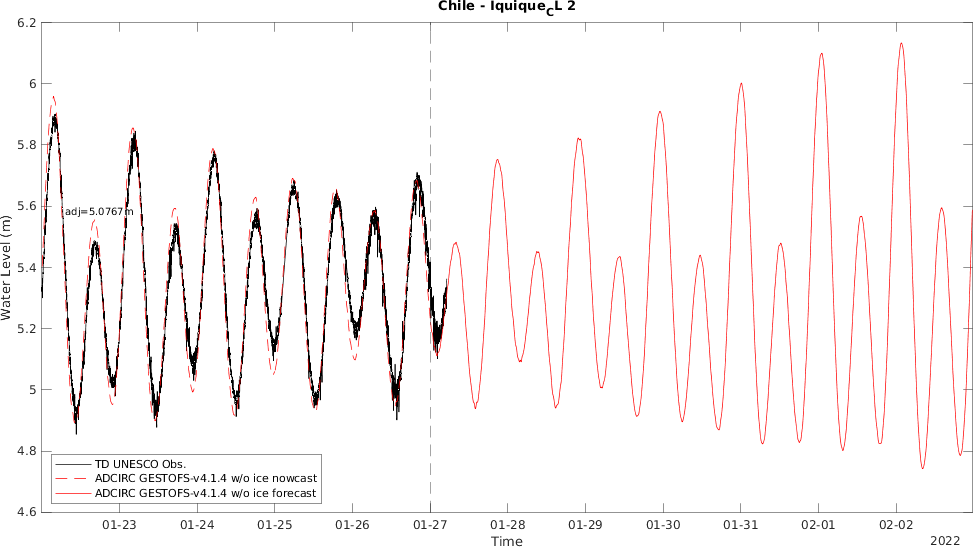 Chile - Iquique_CL 2
6.2
6
5.8
5.6
5.4
5.2
5
4.8
4.6
Water Level (m)
adj=5.0767m
TD UNESCO Obs.
ADCIRC GESTOFS-v4.1.4 w/o ice nowcast
ADCIRC GESTOFS-v4.1.4 w/o ice forecast
01-23 01-24 01-25 01-26 01-27 01-28 01-29 01-30 01-31 02-01 02-02
Time
2022